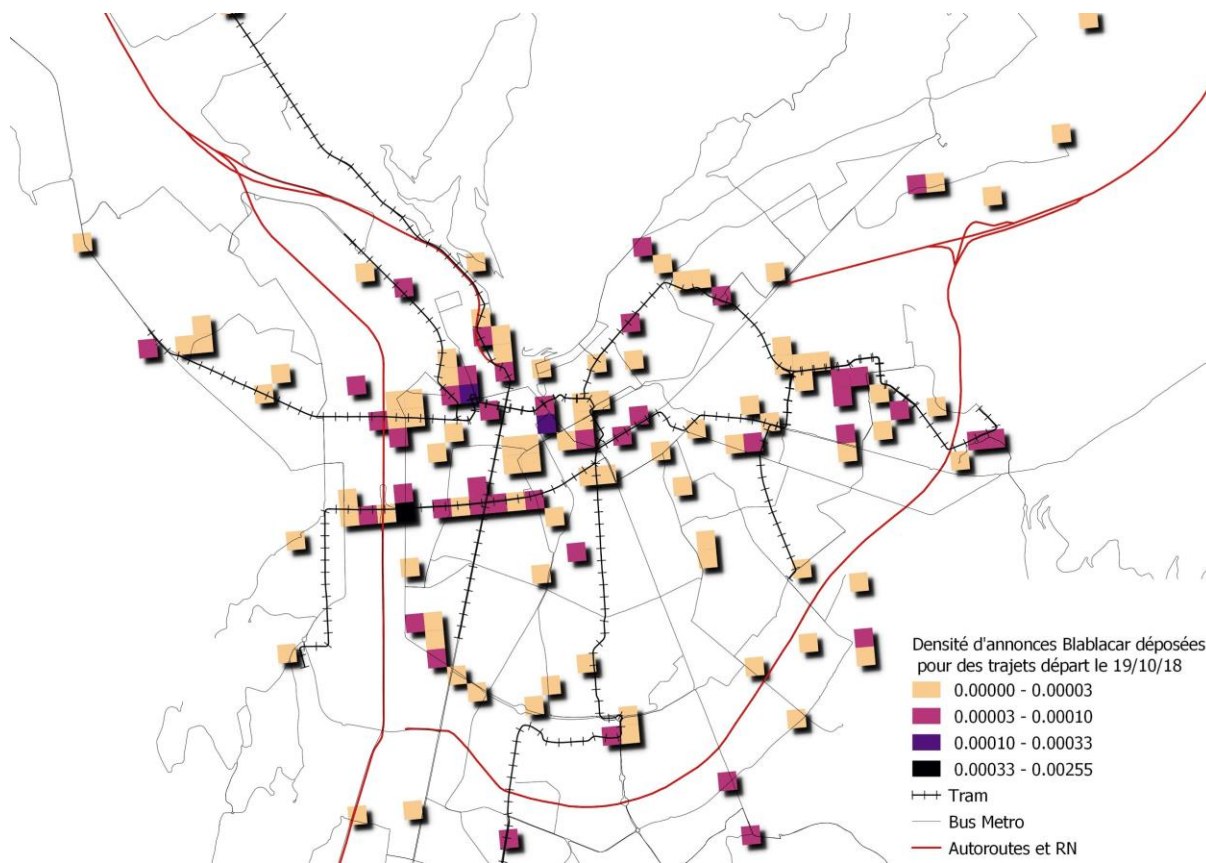 Densité d'annonces Blablacar déposées
pour des trajets départ le 19/10/18
0.00000 - 0.00003
0.00003 - 0.00010
0.00010 - 0.00033
0.00033 - 0.00255
Tram
Bus Metro
Autoroutes et RN